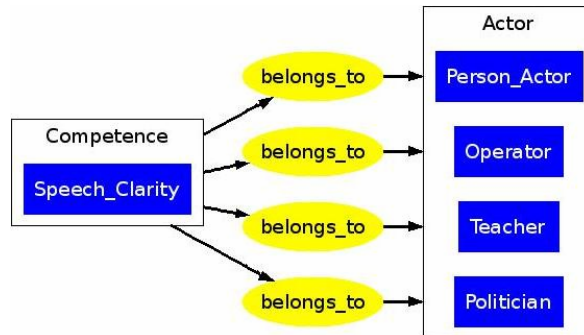 Actor
belongs_to
Person_Actor
Competence
Speech_Clarity
belongs_to
Operator
belongs_to
Teacher
belongs_to
Politician